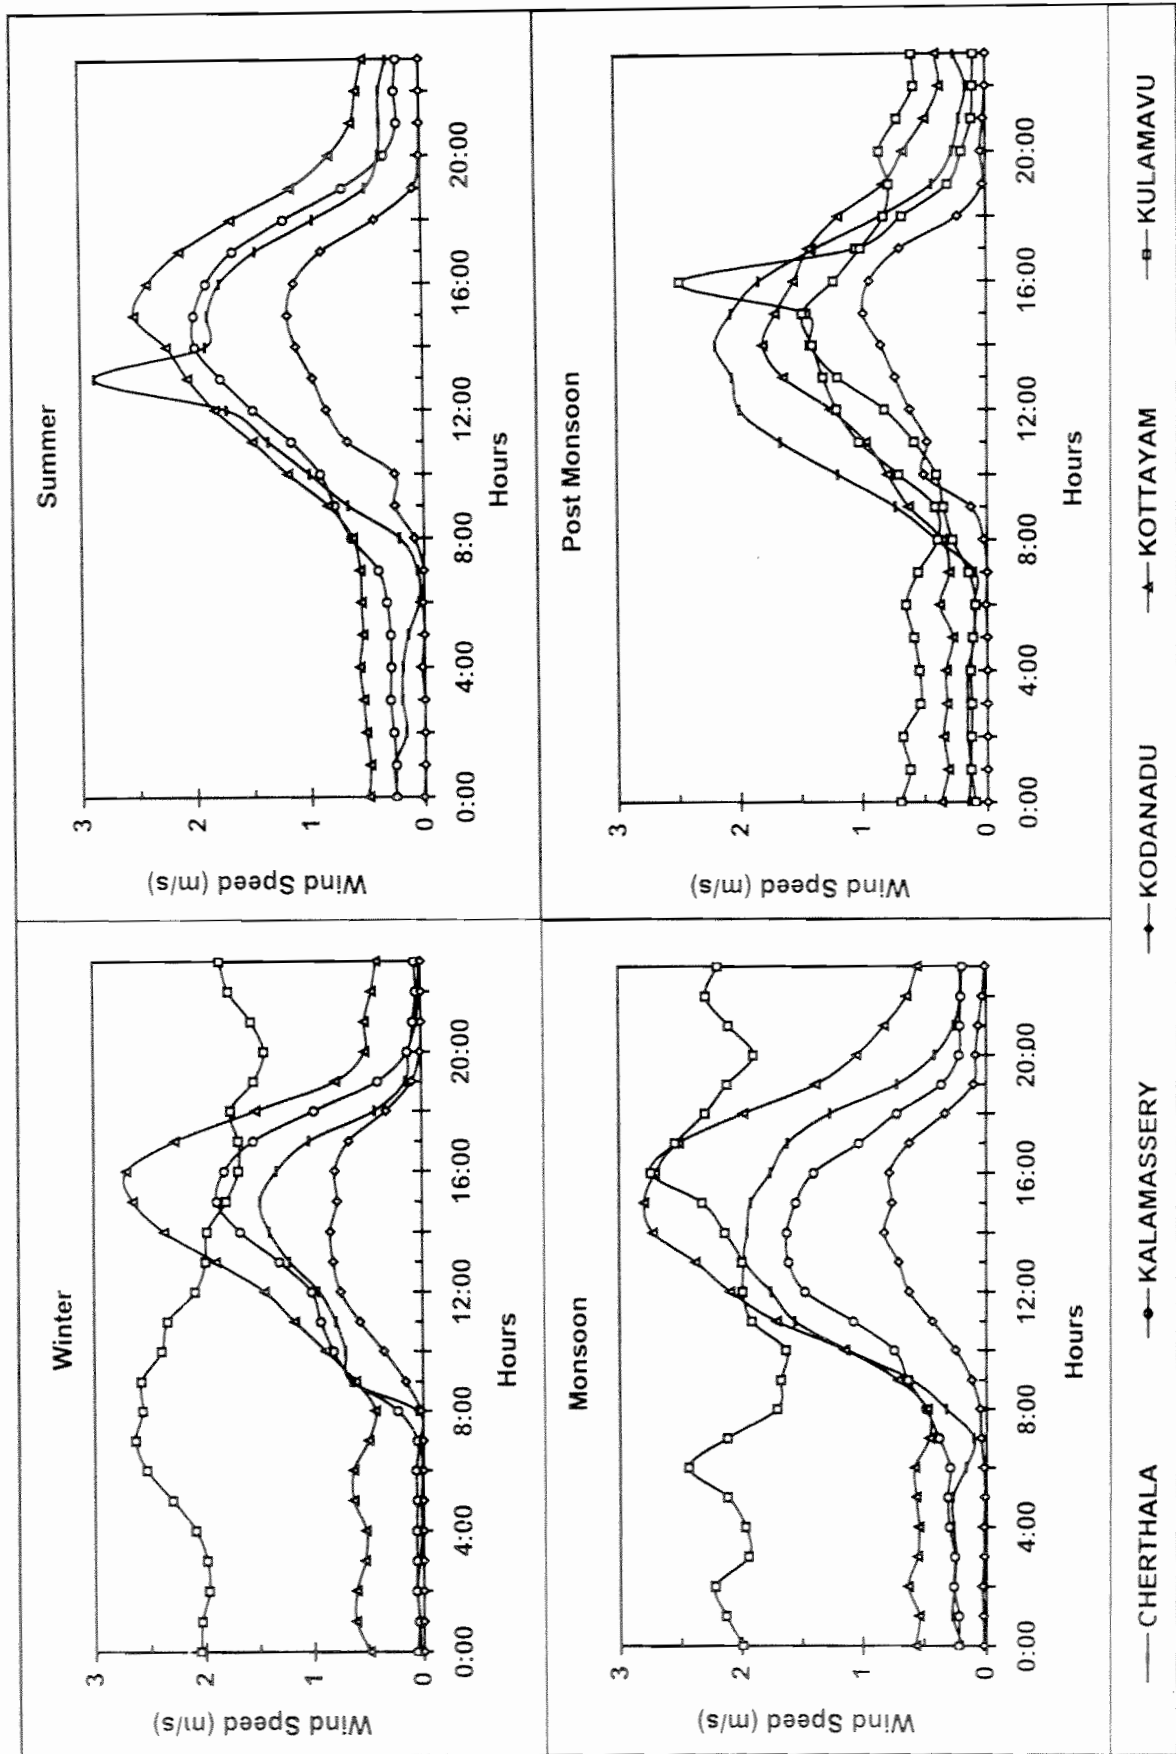 Winter
Wind Speed (m/s)
3
2
1
0
0:00 4:00 8:00 12:00 16:00 20:00
Hours
Summer
Wind Speed (m/s)
3
2
1
0
0:00 4:00 8:00 12:00 16:00 20:00
Hours
Monsoon
Wind Speed (m/s)
3
2
1
0
0:00 4:00 8:00 12:00 16:00 20:00
Hours
Post Monsoon
Wind Speed (m/s)
3
2
1
0
0:00 4:00 8:00 12:00 16:00 20:00
Hours
CHERTHALA KALAMASSERY KODANADU KOTTAYAM KULAMAVU